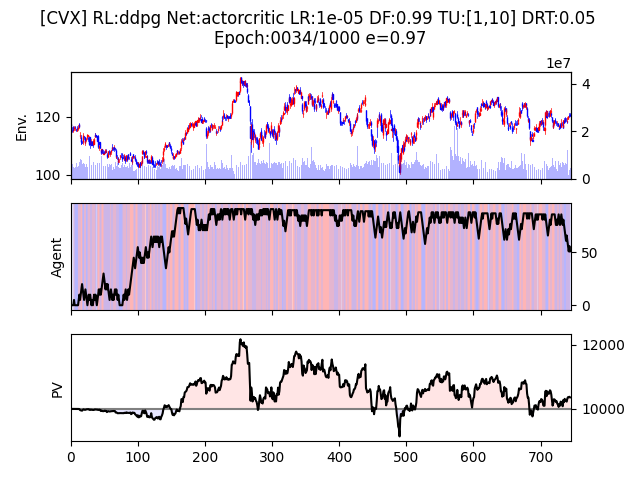 [CVX] RL:ddpg Net:actorcritic LR:1e-05 DF:0.99 TU:[1,10] DRT:0.05
Epoch:0034/1000 e=0.97
1e7
Env.
120
100
4
2
0
Agent
50
0
PV
12000
10000
0 100 200 300 400 500 600 700